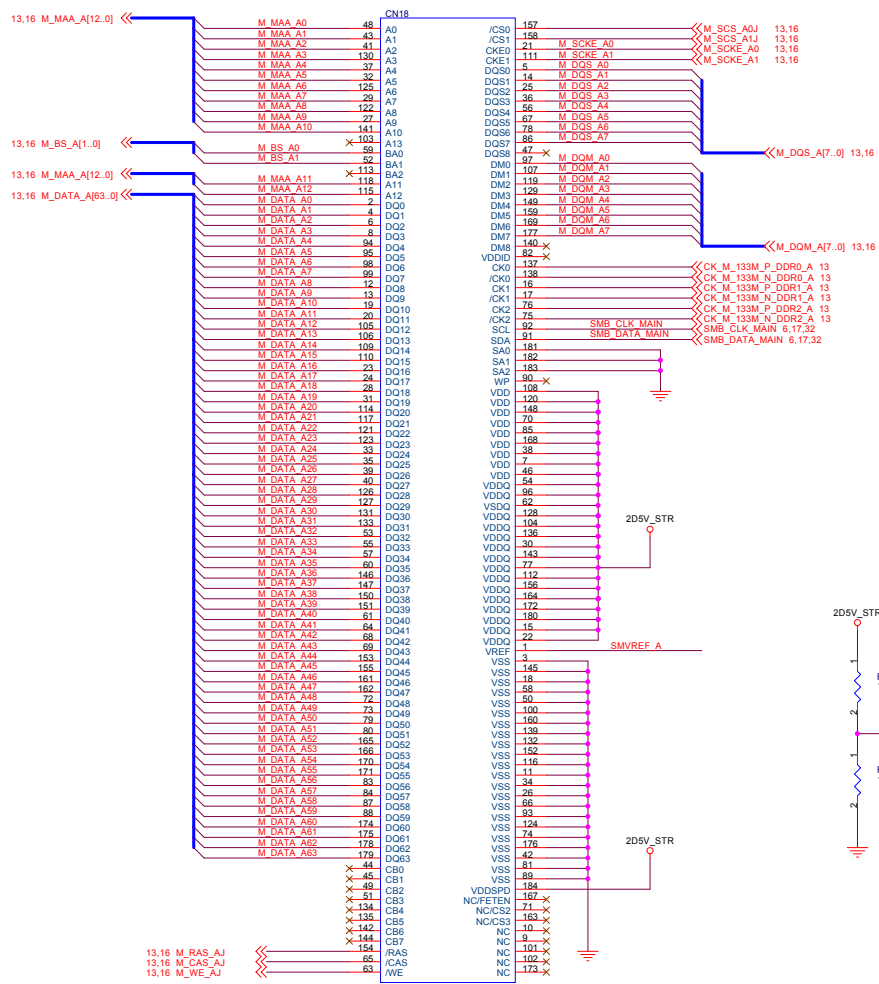 CN18
13,16 M_MAA_A[12..0]
M_MAA_A0 48 A0 /CS0 157 M_SCS_A0J 13,16
M_MAA_A1 43 A1 /CS1 158 M_SCS_A1J 13,16
M_MAA_A2 41 A2 CKE0 21 M_SCKE_A0 M_SCKE_A0 13,16
M_MAA_A3 130 A3 CKE1 111 M_SCKE_A1 M_SCKE_A1 13,16
M_MAA_A4 37 A4 DQS0 5 M_DQS_A0
M_MAA_A5 32 A5 DQS1 14 M_DQS_A1
M_MAA_A6 125 A6 DQS2 25 M_DQS_A2
M_MAA_A7 29 A7 DQS3 36 M_DQS_A3
M_MAA_A8 122 A8 DQS4 56 M_DQS_A4
M_MAA_A9 27 A9 DQS5 67 M_DQS_A5
M_MAA_A10 141 A10 DQS6 78 M_DQS_A6
103 A13 DQS7 86 M_DQS_A7
13,16 M_BS_A[1..0] M_BS_A0 59 BA0 DQS8 47 M_DQS_A[7..0] 13,16
M_BS_A1 52 BA1 DM0 97 M_DQM_A0
13,16 M_MAA_A[12..0] 113 BA2 DM1 107 M_DQM_A1
M_MAA_A11 118 A11 DM2 119 M_DQM_A2
13,16 M_DATA_A[63..0] M_MAA_A12 115 A12 DM3 129 M_DQM_A3
M_DATA_A0 2 DQ0 DM4 149 M_DQM_A4
M_DATA_A1 4 DQ1 DM5 159 M_DQM_A5
M_DATA_A2 6 DQ2 DM6 169 M_DQM_A6
M_DATA_A3 8 DQ3 DM7 177 M_DQM_A7
M_DATA_A4 94 DQ4 DM8 140 M_DQM_A[7..0] 13,16
M_DATA_A5 95 DQ5 VDDID 82
M_DATA_A6 98 DQ6 CK0 137 CK_M_133M_P_DDR0_A 13
M_DATA_A7 99 DQ7 /CK0 138 CK_M_133M_N_DDR0_A 13
M_DATA_A8 12 DQ8 CK1 16 CK_M_133M_P_DDR1_A 13
M_DATA_A9 13 DQ9 /CK1 17 CK_M_133M_N_DDR1_A 13
M_DATA_A10 19 DQ10 CK2 76 CK_M_133M_P_DDR2_A 13
M_DATA_A11 20 DQ11 /CK2 75 CK_M_133M_N_DDR2_A 13
M_DATA_A12 105 DQ12 SCL 92 SMB_CLK_MAIN SMB_CLK_MAIN 6,17,32
M_DATA_A13 106 DQ13 SDA 91 SMB_DATA_MAIN SMB_DATA_MAIN 6,17,32
M_DATA_A14 109 DQ14 SA0 181
M_DATA_A15 110 DQ15 SA1 182
M_DATA_A16 23 DQ16 SA2 183
M_DATA_A17 24 DQ17 WP 90
M_DATA_A18 28 DQ18 VDD 108
M_DATA_A19 31 DQ19 VDD 120
M_DATA_A20 114 DQ20 VDD 148
M_DATA_A21 117 DQ21 VDD 70
M_DATA_A22 121 DQ22 VDD 85
M_DATA_A23 123 DQ23 VDD 168
M_DATA_A24 33 DQ24 VDD 38
M_DATA_A25 35 DQ25 VDD 7
M_DATA_A26 39 DQ26 VDD 46
M_DATA_A27 40 DQ27 VDDQ 54
M_DATA_A28 126 DQ28 VDDQ 96
M_DATA_A29 127 DQ29 VSDQ 62
M_DATA_A30 131 DQ30 VDDQ 128 2D5V_STR
M_DATA_A31 133 DQ31 VDDQ 104
M_DATA_A32 53 DQ32 VDDQ 136
M_DATA_A33 55 DQ33 VDDQ 30
M_DATA_A34 57 DQ34 VDDQ 143
M_DATA_A35 60 DQ35 VDDQ 77
M_DATA_A36 146 DQ36 VDDQ 112
M_DATA_A37 147 DQ37 VDDQ 156
M_DATA_A38 150 DQ38 VDDQ 164
M_DATA_A39 151 DQ39 VDDQ 172 2D5V_STR
M_DATA_A40 61 DQ40 VDDQ 180
M_DATA_A41 64 DQ41 VDDQ 15
M_DATA_A42 68 DQ42 VDDQ 22
M_DATA_A43 69 DQ43 VREF 1 SMVREF_A
M_DATA_A44 153 DQ44 VSS 3 1
M_DATA_A45 155 DQ45 VSS 145
M_DATA_A46 161 DQ46 VSS 18
M_DATA_A47 162 DQ47 VSS 58
M_DATA_A48 72 DQ48 VSS 50
M_DATA_A49 73 DQ49 VSS 100 2
M_DATA_A50 79 DQ50 VSS 160
M_DATA_A51 80 DQ51 VSS 139
M_DATA_A52 165 DQ52 VSS 132
M_DATA_A53 166 DQ53 VSS 152 1
M_DATA_A54 170 DQ54 VSS 116
M_DATA_A55 171 DQ55 VSS 11
M_DATA_A56 83 DQ56 VSS 34
M_DATA_A57 84 DQ57 VSS 26
M_DATA_A58 87 DQ58 VSS 66 2
M_DATA_A59 88 DQ59 VSS 93
M_DATA_A60 174 DQ60 VSS 124
M_DATA_A61 175 DQ61 VSS 74 2D5V_STR
M_DATA_A62 178 DQ62 VSS 176
M_DATA_A63 179 DQ63 VSS 42
44 CB0 VSS 81
45 CB1 VSS 89
49 CB2 VDDSPD 184
51 CB3 NC/FETEN 167
134 CB4 NC/CS2 71
135 CB5 NC/CS3 163
142 CB6 NC 10
144 CB7 NC 9
13,16 M_RAS_AJ 154 /RAS NC 101
13,16 M_CAS_AJ 65 /CAS NC 102
13,16 M_WE_AJ 63 /WE NC 173